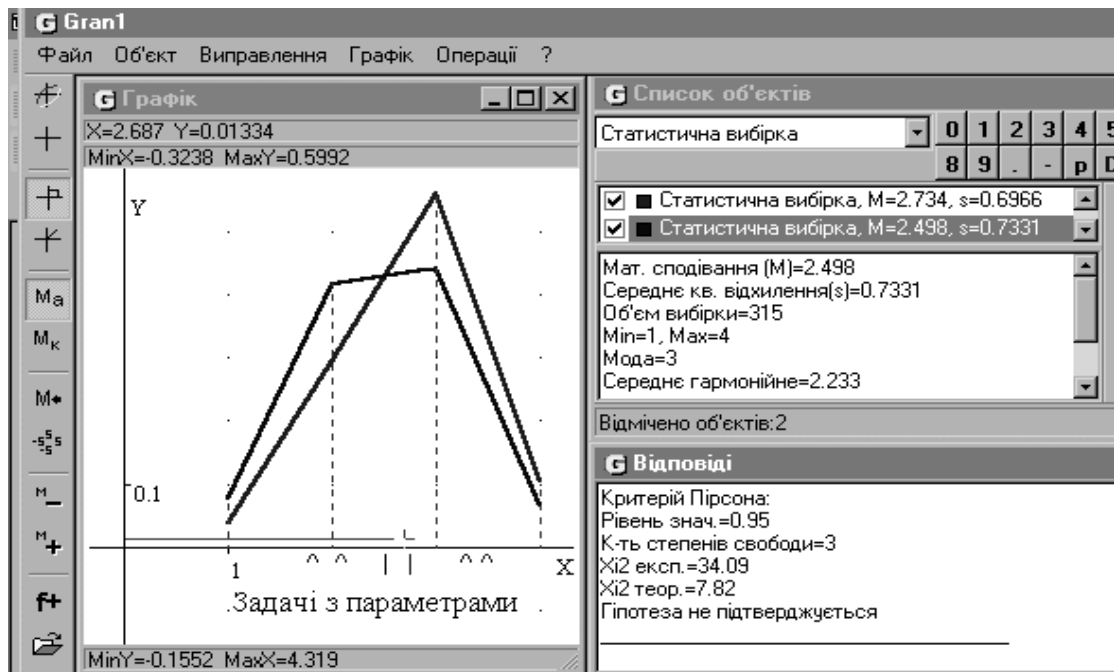 Gran1
Файл Об'єкт Виправлення Графік Операції ?
Графік
X=2.687 Y=0.01334
MinX=-0.3238 MaxY=0.5992
Y
0.1
1
X
.Задачі з параметрами
MinY=-0.1552 MaxX=4.319
Ma
Mк
M
-s s s s
M
M
f+
Список об'єктів
Статистична вибірка
0 1 2 3 4 5
8 9 . - p
Статистична вибірка, M=2.734, s=0.6966
Статистична вибірка, M=2.498, s=0.7331
Мат. сподівання (M)=2.498
Середнє кв. відхилення(s)=0.7331
Об'єм вибірки=315
Min=1, Max=4
Мода=3
Середнє гармонійне=2.233
Відмічено об'єктів:2
Відповіді
Критерій Пірсона:
Рівень знач.=0.95
К-ть степенів свободи=3
Xi2 експ.=34.09
Xi2 теор.=7.82
Гіпотеза не підтверджується